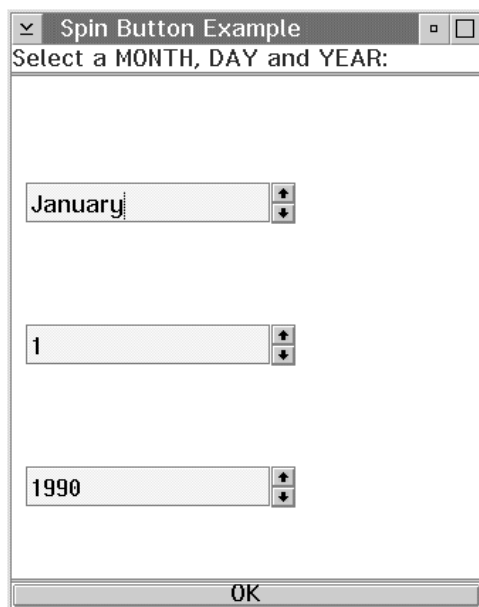 Spin Button Example
Select a MONTH, DAY and YEAR:
January
1
1990
OK